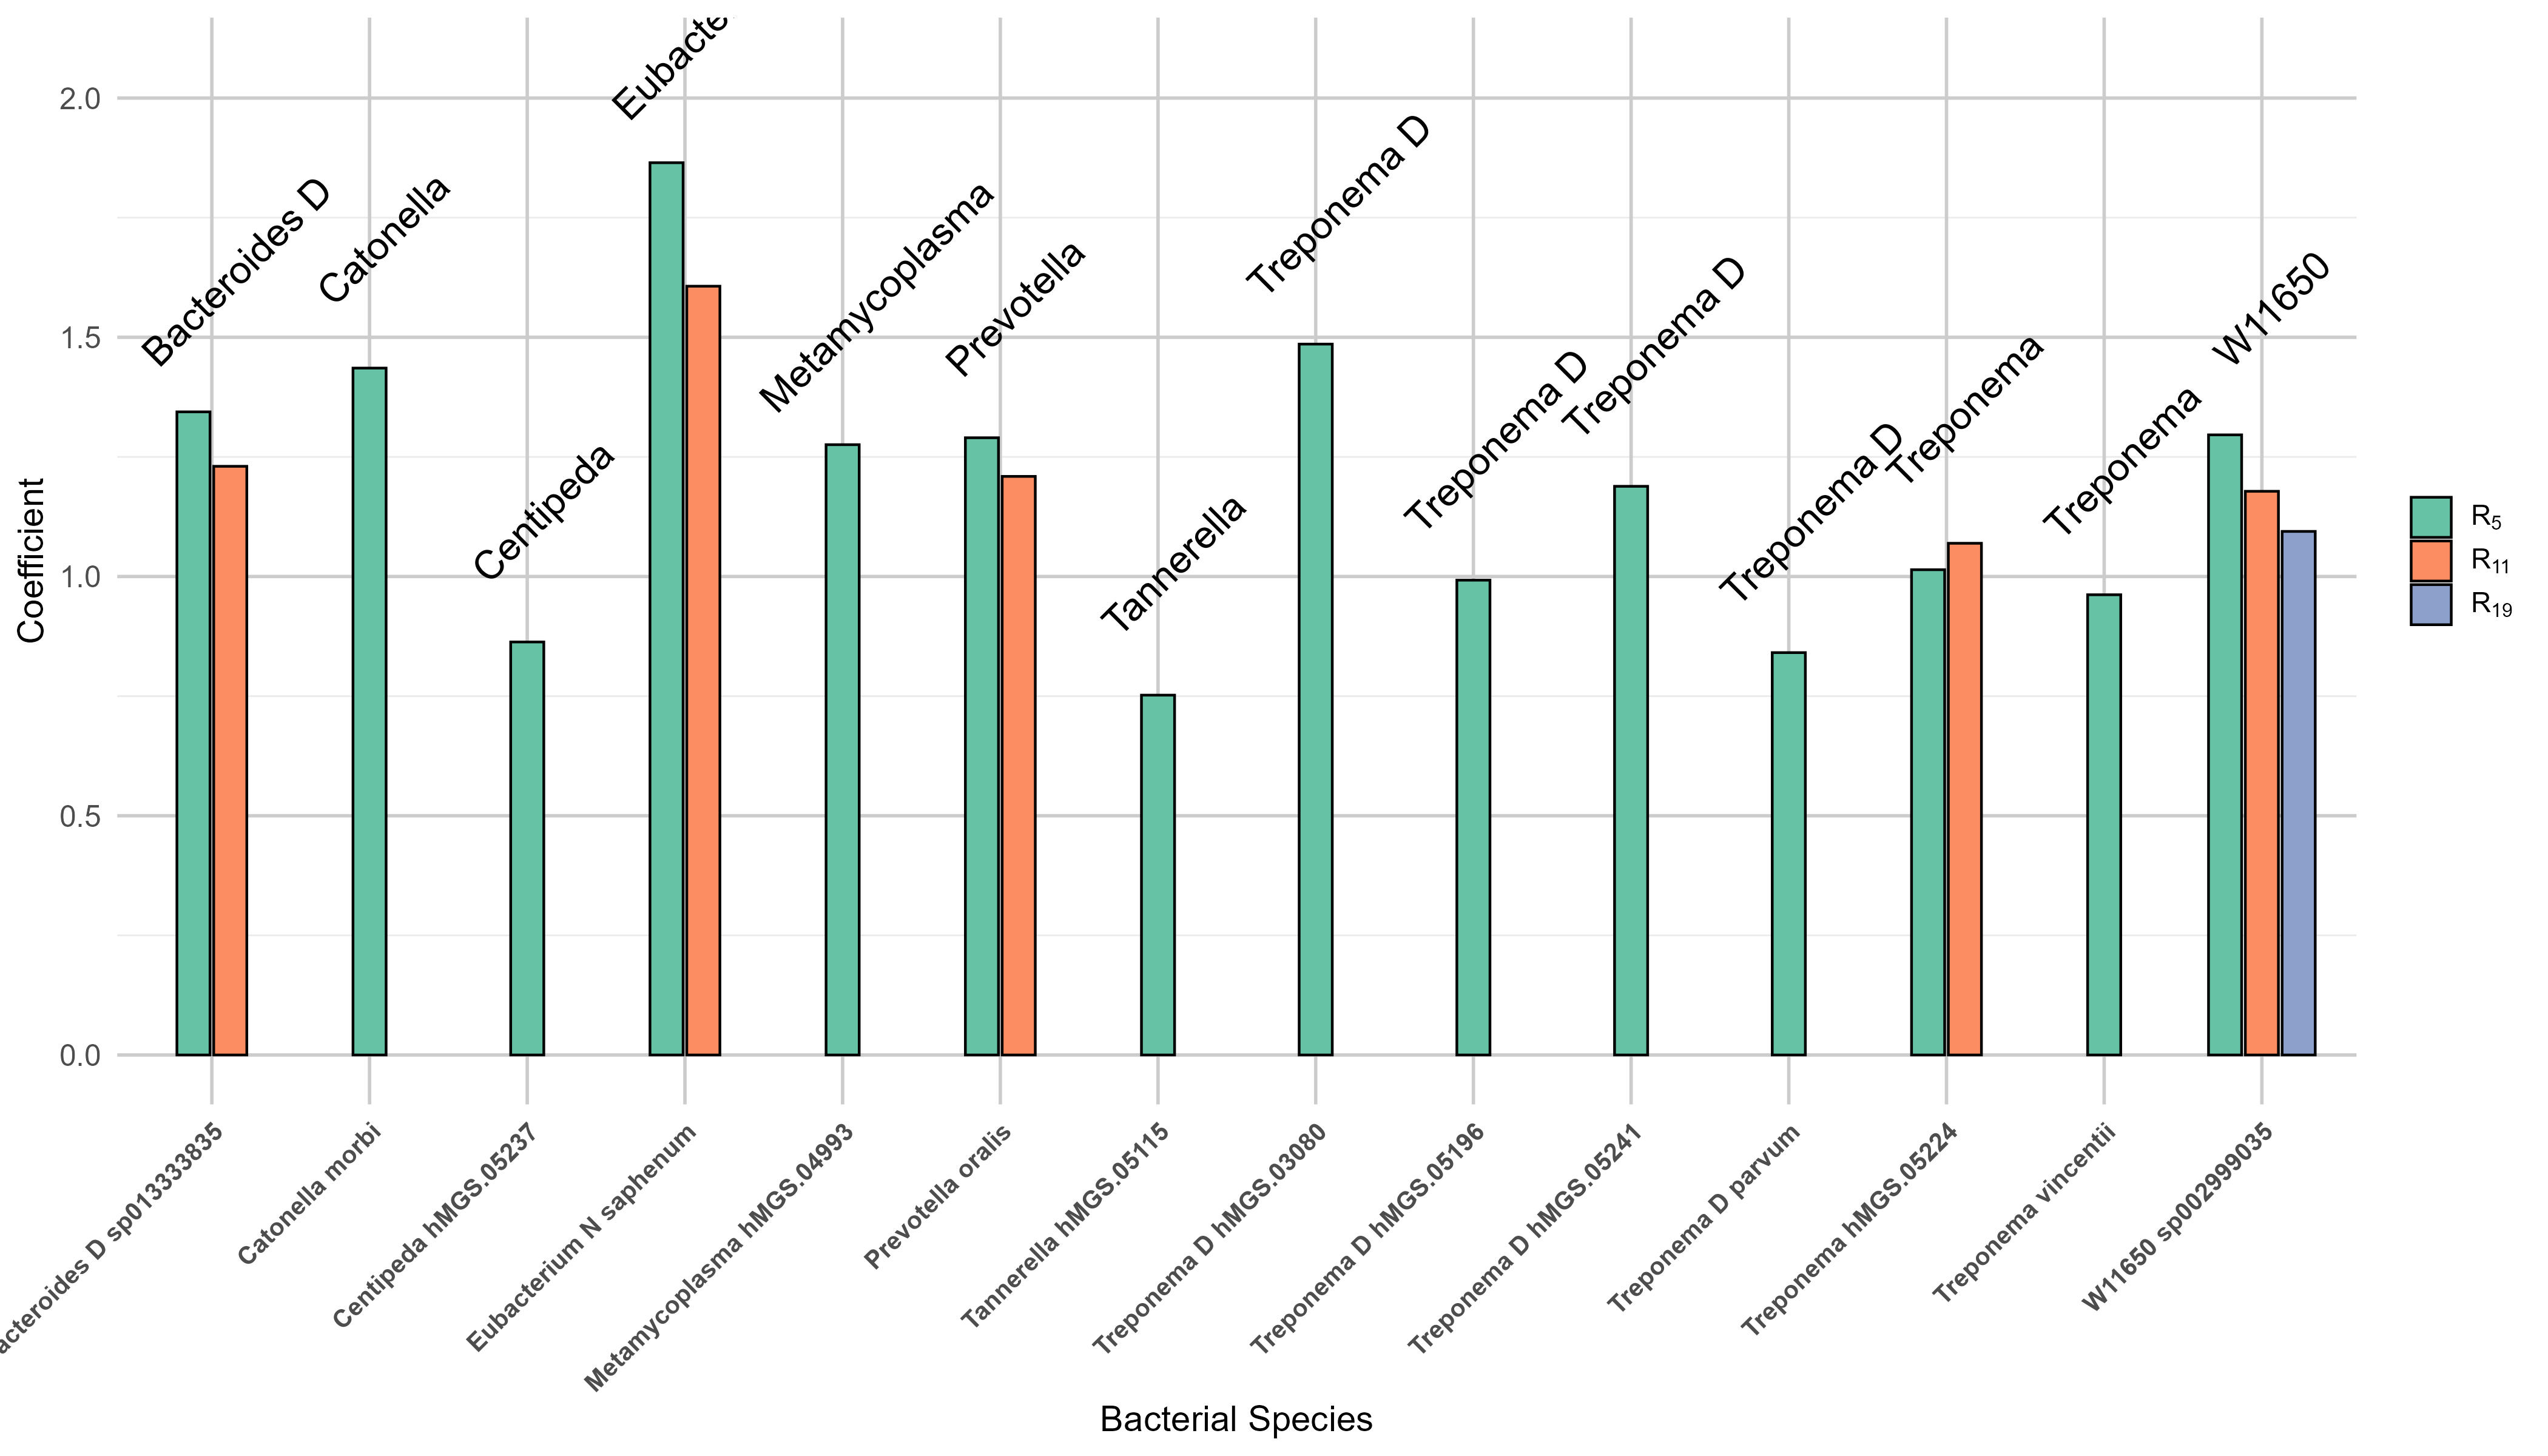 Eubacte
2.0
Treponema D
Bacteroides D
Catonella
Metamycoplasma
Prevotella
Treponema D
W11650
1.5
Treponema D
Treponema
Treponema D
Treponema
Centipeda
Tannerella
1.0
0.5
0.0
Coefficient
R5
R11
R19
acteroides D sp013333835
Catonella morbi
Centipeda hMGS.05237
Eubacterium N saphenum
Metamycoplasma hMGS.04993
Prevotella oralis
Tannerella hMGS.05115
Treponema D hMGS.03080
Treponema D hMGS.05196
Treponema D hMGS.05241
Treponema D parvum
Treponema hMGS.05224
Treponema vincentii
W11650 sp002999035
Bacterial Species